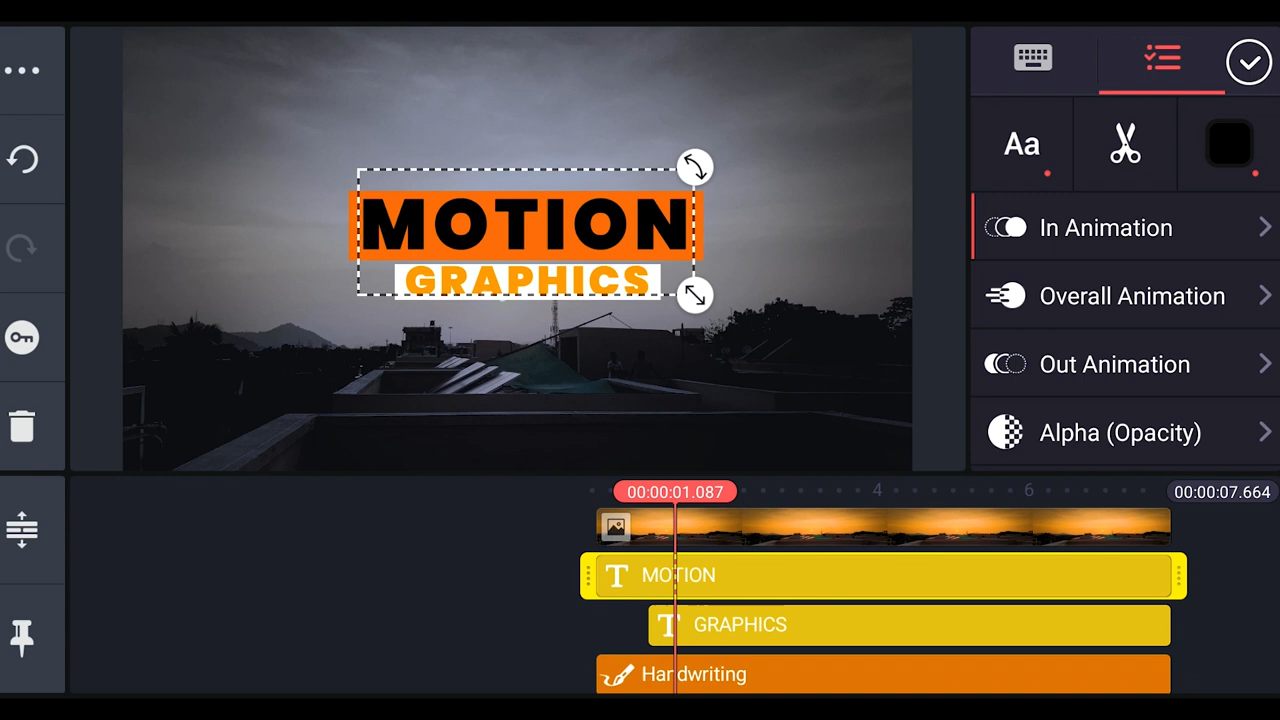 MOTION
GRAPHICS
Aa
In Animation
Overall Animation
Out Animation
Alpha (Opacity)
00:00:01.087
4
6
00:00:07.664
T MOTION
T GRAPHICS
Handwriting